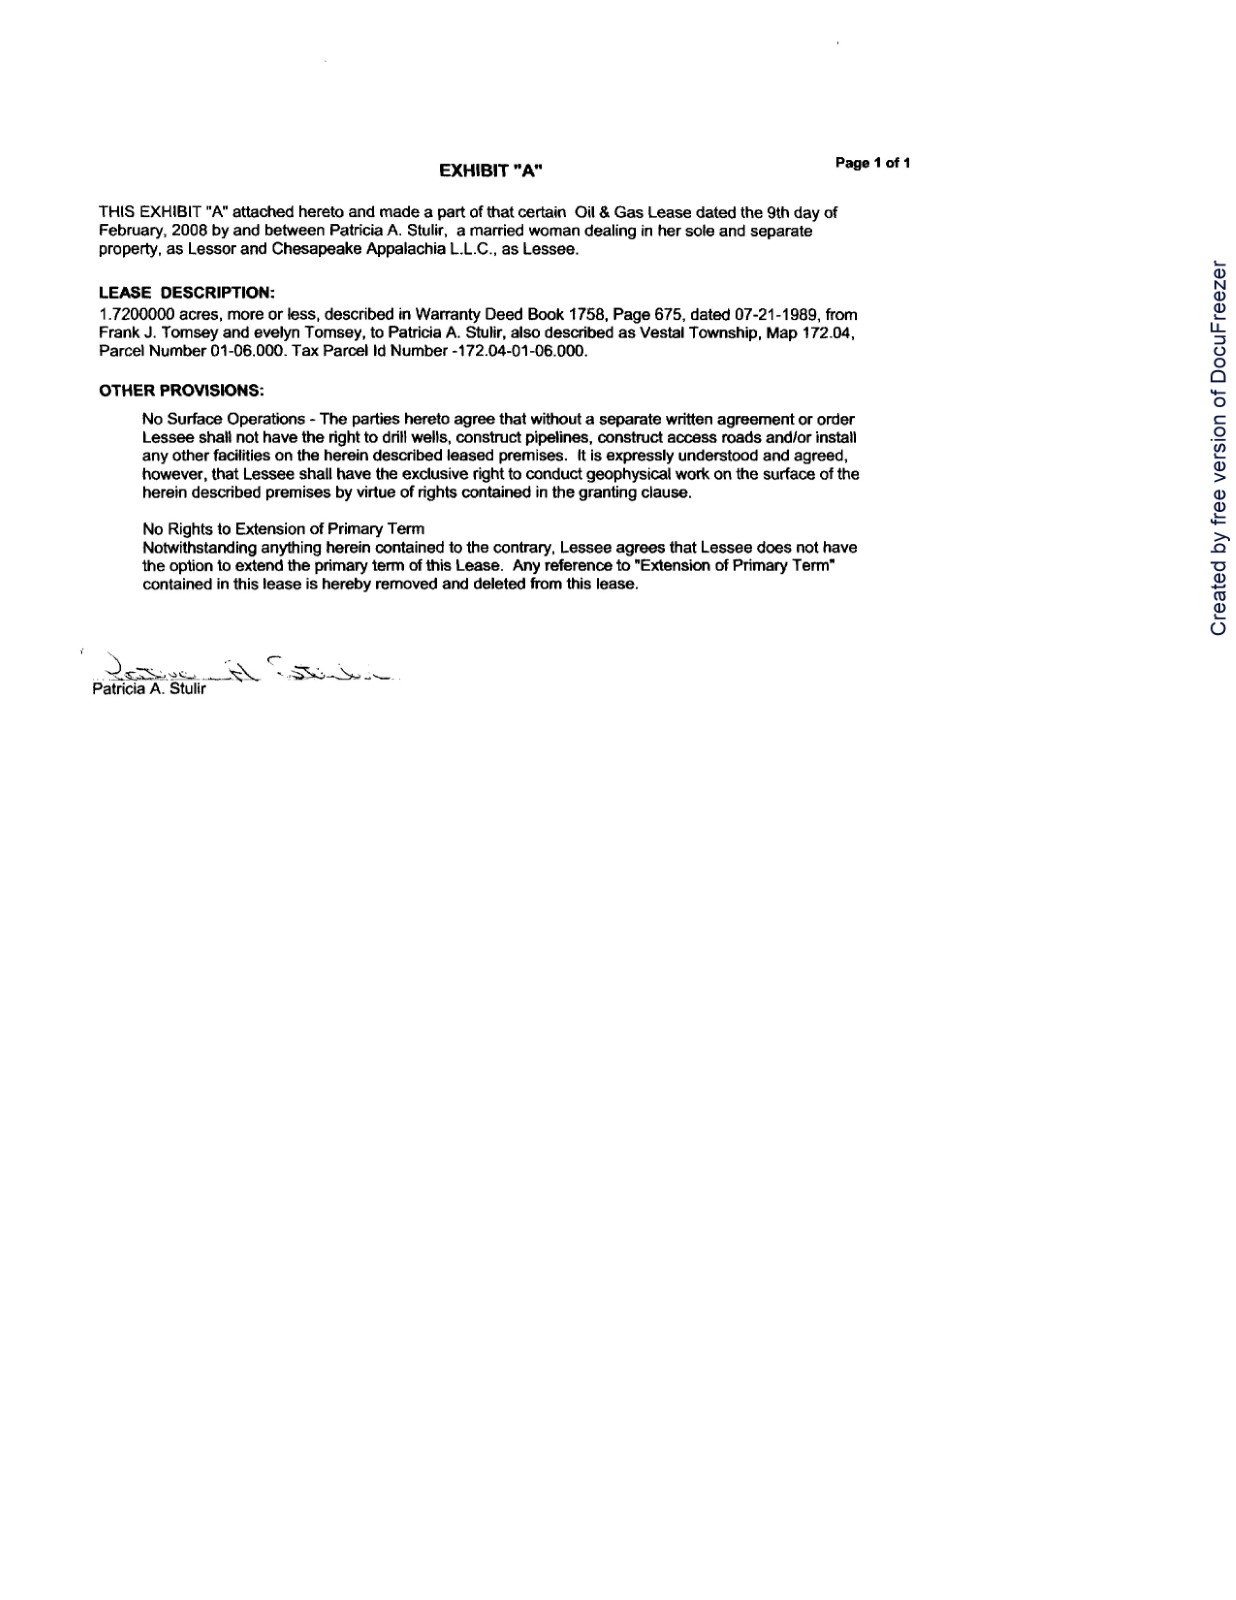 EXHIBIT "A"
Page 1 of 1
THIS EXHIBIT "A" attached hereto and made a part of that certain Oil & Gas Lease dated the 9th day of
February, 2008 by and between Patricia A. Stulir, a married woman dealing in her sole and separate
property, as Lessor and Chesapeake Appalachia L.L.C., as Lessee.
LEASE DESCRIPTION:
1.7200000 acres, more or less, described in Warranty Deed Book 1758, Page 675, dated 07-21-1989, from
Frank J. Tomsey and evelyn Tomsey, to Patricia A. Stulir, also described as Vestal Township, Map 172.04,
Parcel Number 01-06.000. Tax Parcel Id Number -172.04-01-06.000.
OTHER PROVISIONS:
No Surface Operations - The parties hereto agree that without a separate written agreement or order
Lessee shall not have the right to drill wells, construct pipelines, construct access roads and/or install
any other facilities on the herein described leased premises. It is expressly understood and agreed,
however, that Lessee shall have the exclusive right to conduct geophysical work on the surface of the
herein described premises by virtue of rights contained in the granting clause.
No Rights to Extension of Primary Term
Notwithstanding anything herein contained to the contrary, Lessee agrees that Lessee does not have
the option to extend the primary term of this Lease. Any reference to "Extension of Primary Term"
contained in this lease is hereby removed and deleted from this lease.
Patricia A. Stulir
Created by free version of DocuFreezer